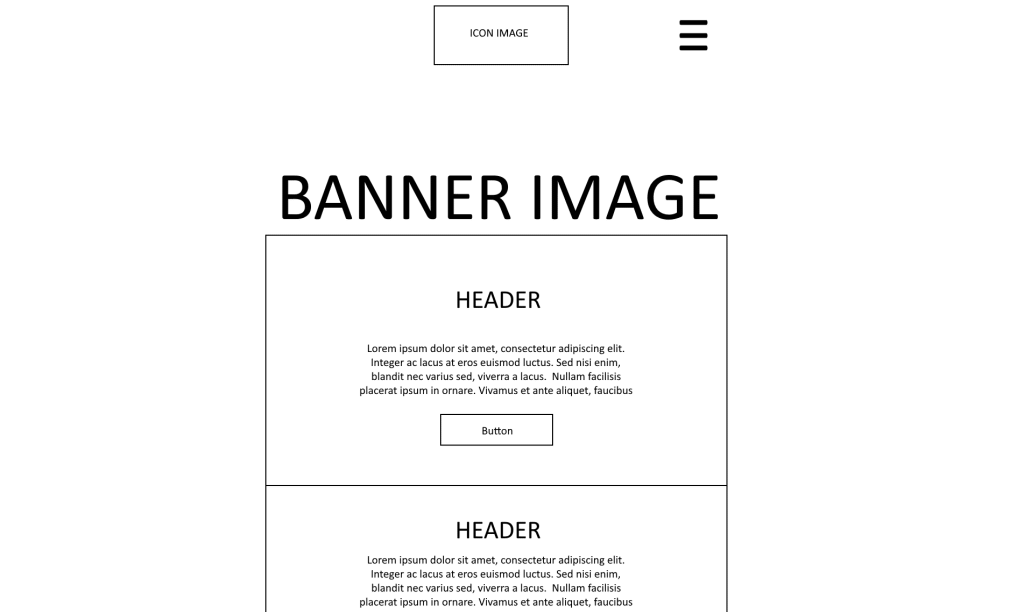 ICON IMAGE
BANNER IMAGE
HEADER
Lorem ipsum dolor sit amet, consectetur adipiscing elit.
Integer ac lacus at eros euismod luctus. Sed nisi enim,
blandit nec varius sed, viverra a lacus.  Nullam facilisis
placerat ipsum in ornare. Vivamus et ante aliquet, faucibus
Button
HEADER
Lorem ipsum dolor sit amet, consectetur adipiscing elit.
Integer ac lacus at eros euismod luctus. Sed nisi enim,
blandit nec varius sed, viverra a lacus.  Nullam facilisis
placerat ipsum in ornare. Vivamus et ante aliquet, faucibus